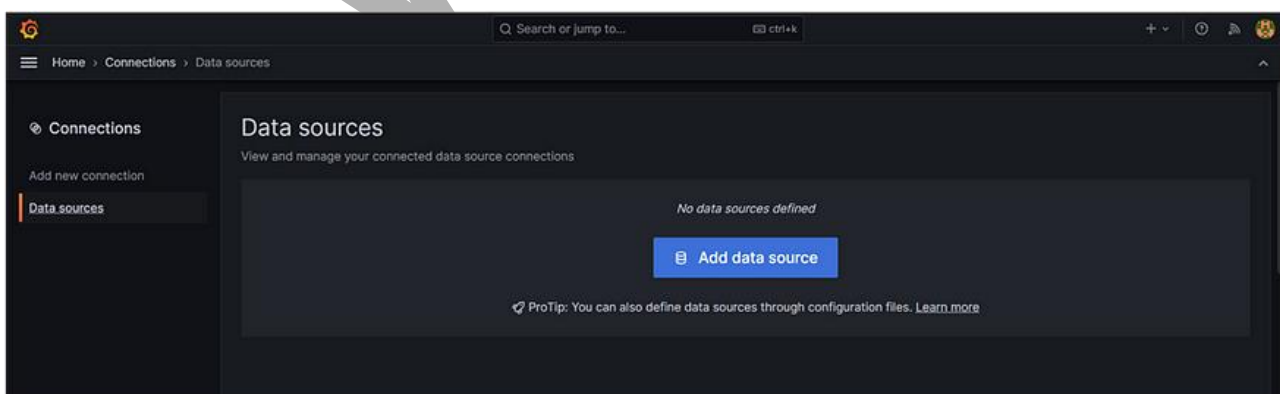 Search or jump to... ctrl+k
Home › Connections › Data sources
Connections
Add new connection
Data sources
Data sources
View and manage your connected data source connections
No data sources defined
Add data source
ProTip: You can also define data sources through configuration files. Learn more